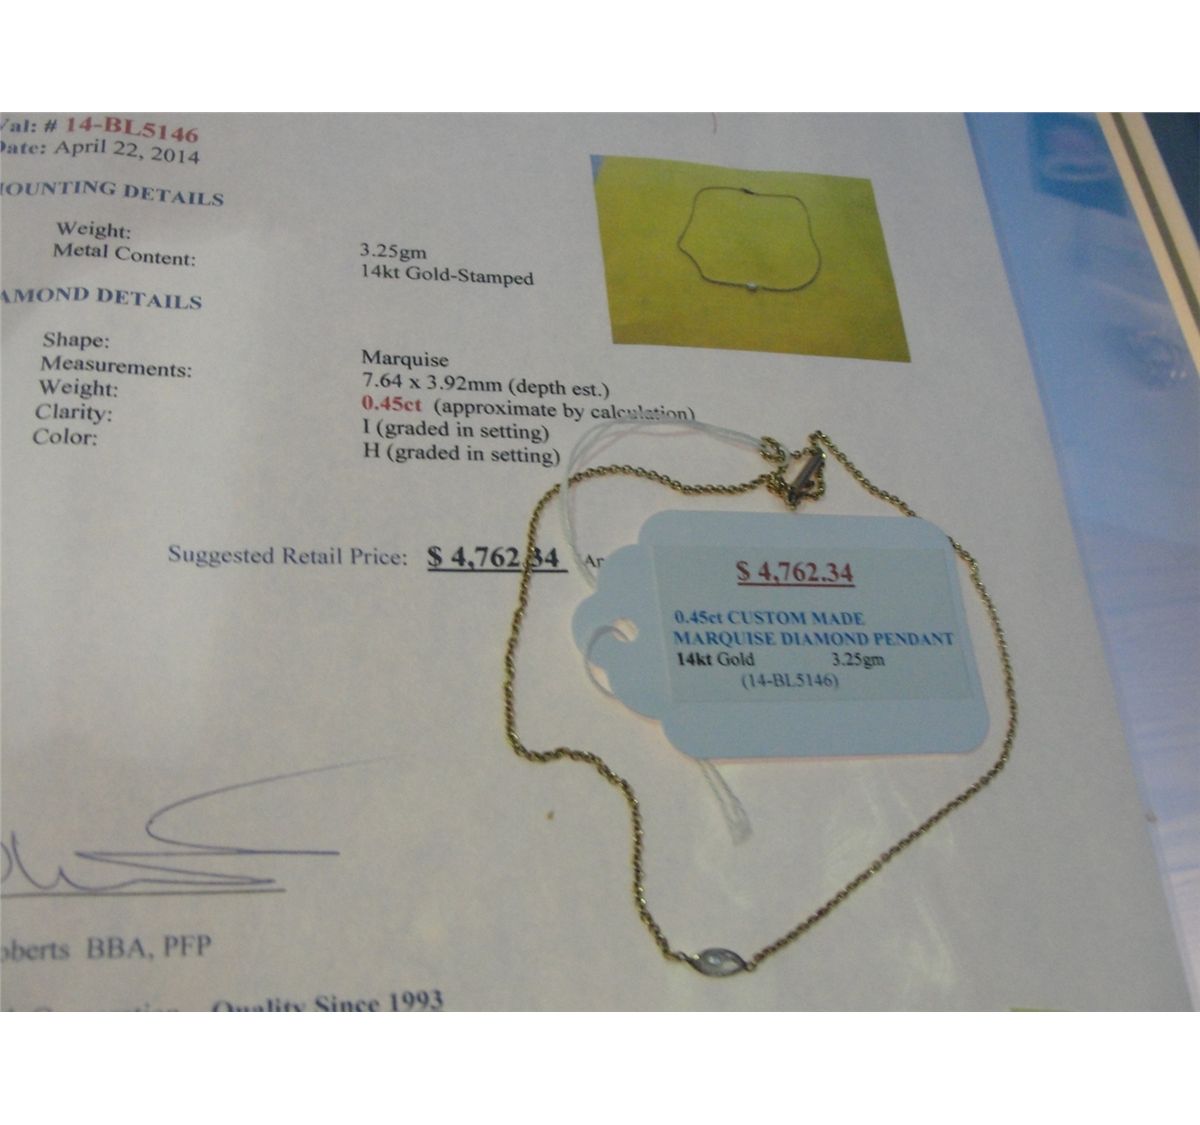 Val: # 14-BL5146
Date: April 22, 2014
MOUNTING DETAILS
Weight: 3.25gm
Metal Content: 14kt Gold-Stamped
AMOND DETAILS
Shape: Marquise
Measurements: 7.64 x 3.92mm (depth est.)
Weight: 0.45ct (approximate by calculation)
Clarity: I (graded in setting)
Color: H (graded in setting)
Suggested Retail Price: $ 4,762.34
$ 4,762.34
0.45ct CUSTOM MADE
MARQUISE DIAMOND PENDANT
14kt Gold 3.25gm
(14-BL5146)
oberts BBA, PFP
Quality Since 1993